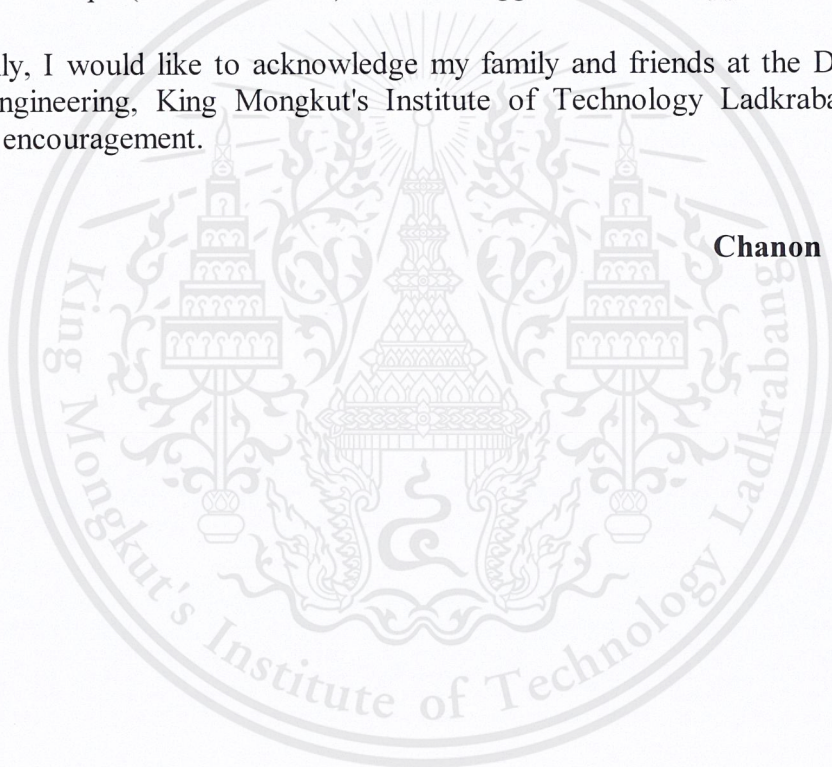 ly, I would like to acknowledge my family and friends at the D
ngineering, King Mongkut's Institute of Technology Ladkraba
encouragement.
Chanon
King Mongkut's Institute of Technology Ladkrabang